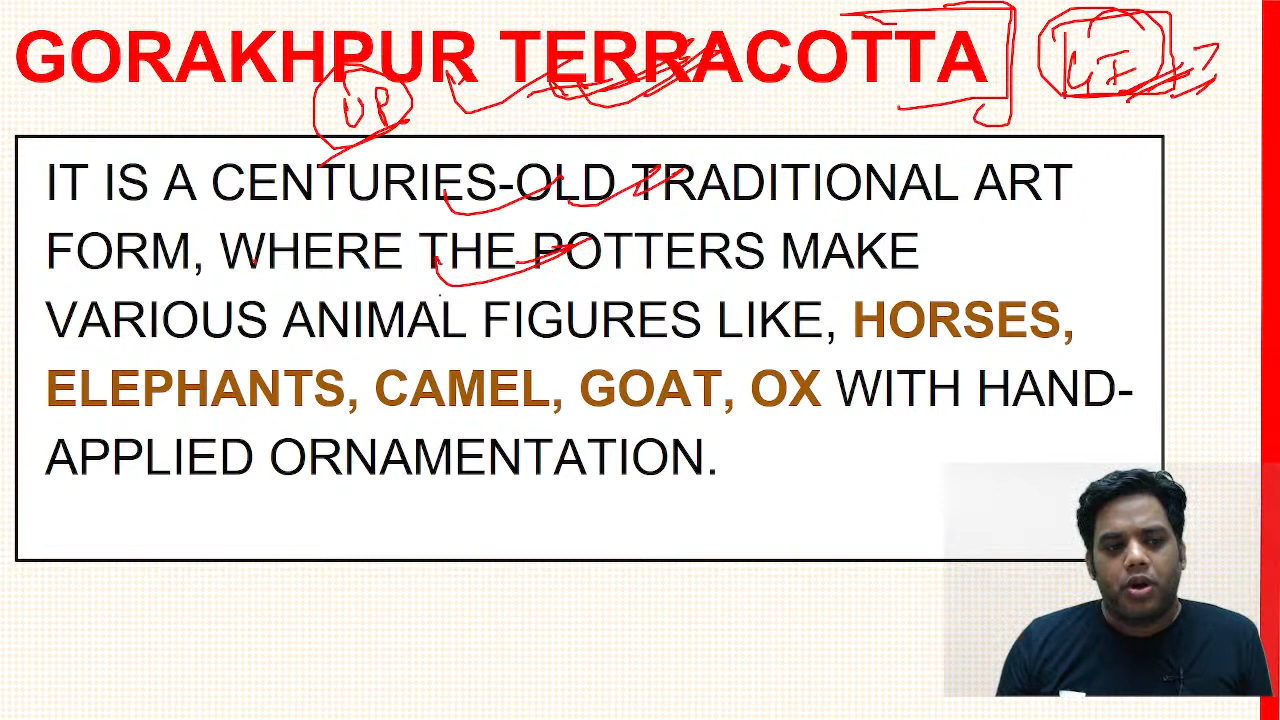 GORAKHPUR TERRACOTTA
UP
IT IS A CENTURIES-OLD TRADITIONAL ART
FORM, WHERE THE POTTERS MAKE
VARIOUS ANIMAL FIGURES LIKE, HORSES,
ELEPHANTS, CAMEL, GOAT, OX WITH HAND-
APPLIED ORNAMENTATION.